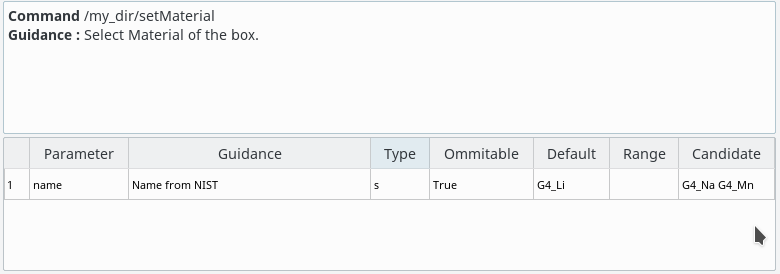 Command /my_dir/setMaterial
Guidance : Select Material of the box.
Parameter Guidance Type Ommitable Default Range Candidate
1 name Name from NIST s True G4_Li G4_Na G4_Mn